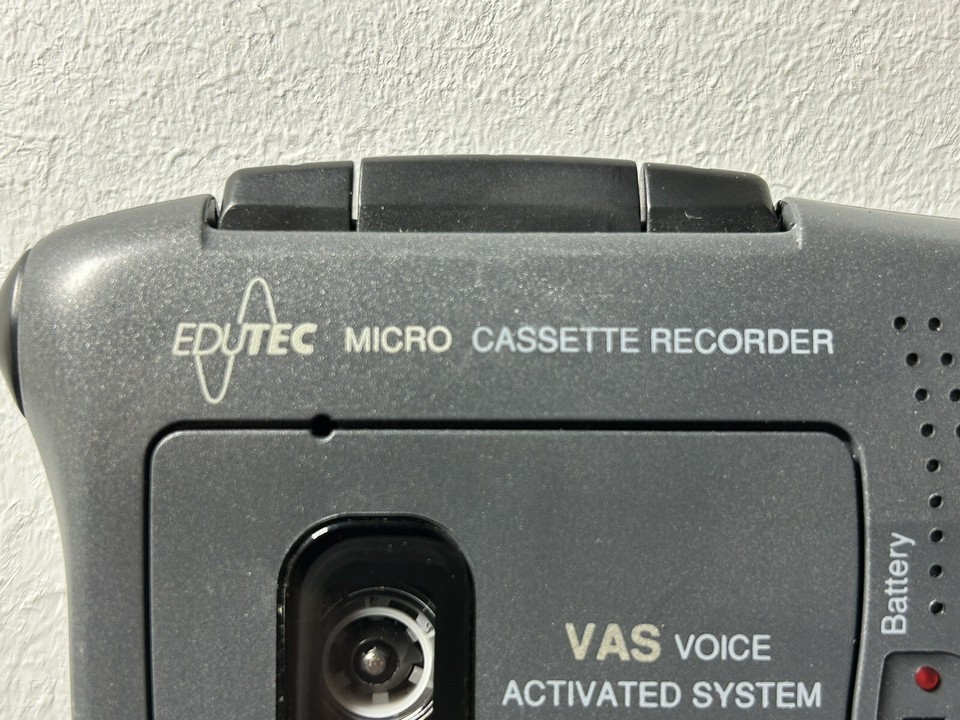 EDUTEC MICRO CASSETTE RECORDER
Battery
VAS VOICE
ACTIVATED SYSTEM